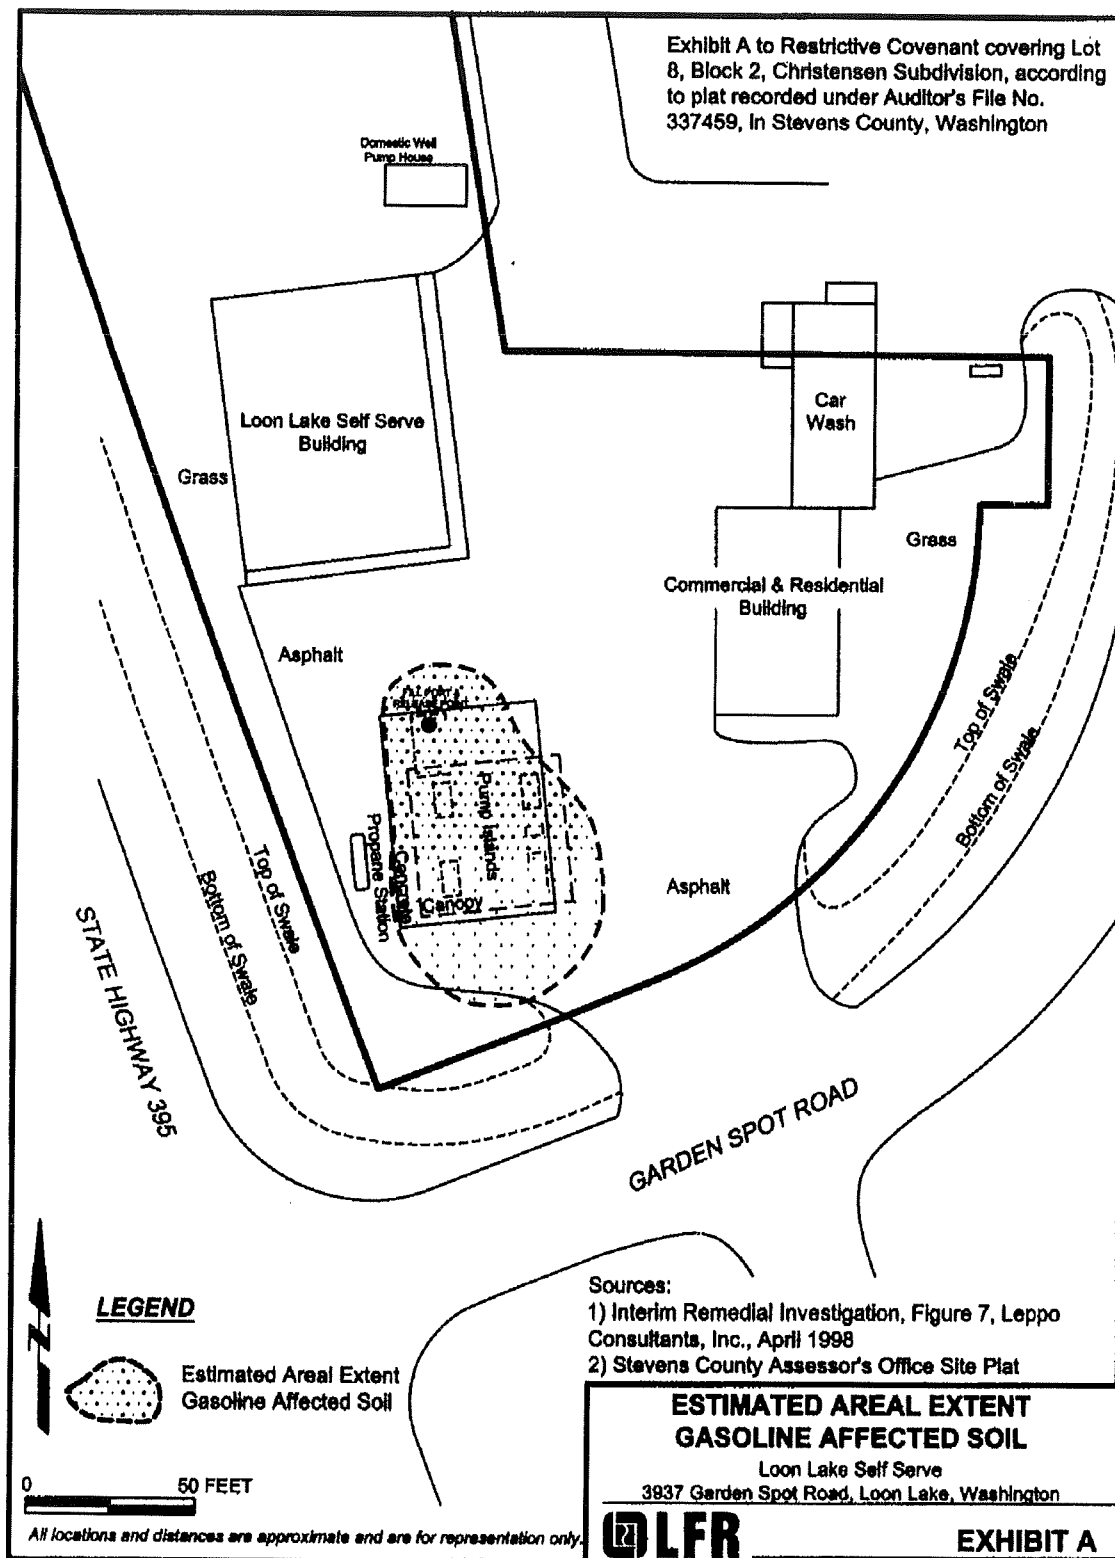 Exhibit A to Restrictive Covenant covering Lot
8, Block 2, Christensen Subdivision, according
to plat recorded under Auditor's File No.
337459, in Stevens County, Washington
Domestic Well
Pump House
Loon Lake Self Serve
Building
Grass
Car
Wash
Grass
Commercial & Residential
Building
Asphalt
FILL PORT
RELEASE POINT
Pump Islands
Propane Station
Concrete
Canopy
Asphalt
Top of Swale
Bottom of Swale
Top of Swale
Bottom of Swale
STATE HIGHWAY 395
GARDEN SPOT ROAD
N
LEGEND
Estimated Areal Extent
Gasoline Affected Soil
0 50 FEET
All locations and distances are approximate and are for representation only.
Sources:
1) Interim Remedial Investigation, Figure 7, Leppo
Consultants, Inc., April 1998
2) Stevens County Assessor's Office Site Plat
ESTIMATED AREAL EXTENT
GASOLINE AFFECTED SOIL
Loon Lake Self Serve
3937 Garden Spot Road, Loon Lake, Washington
LFR
EXHIBIT A